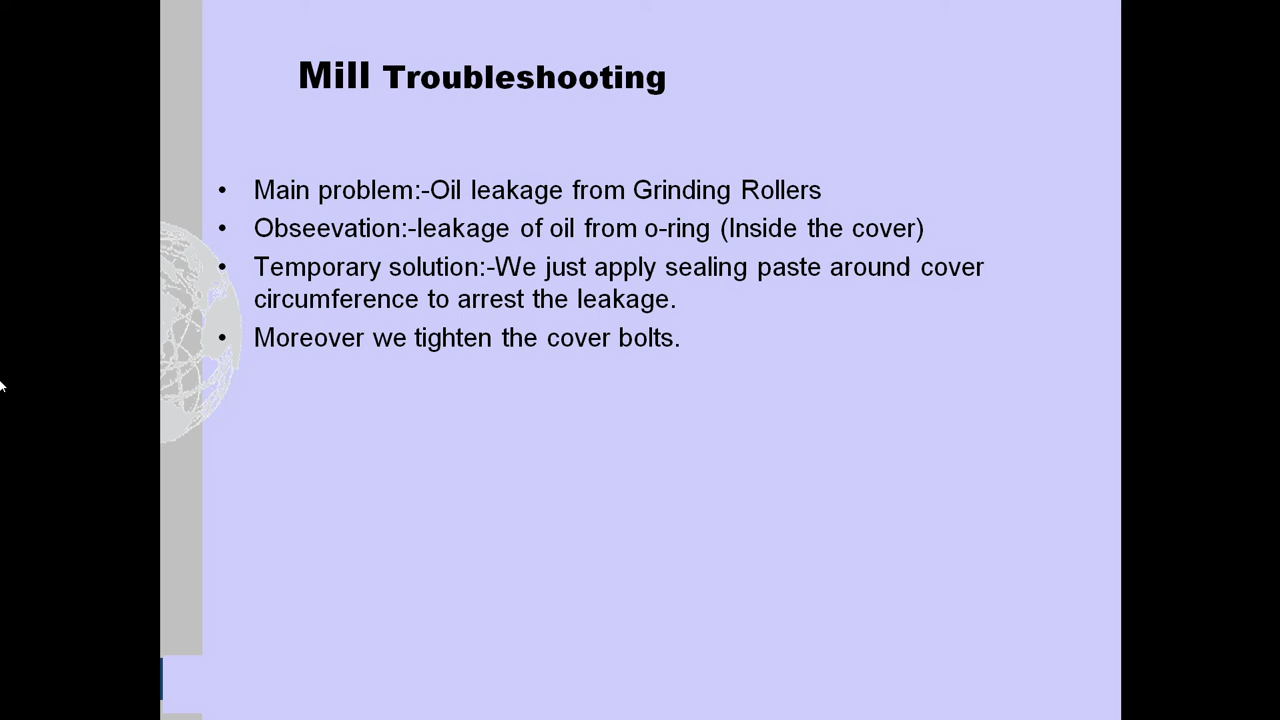 Mill Troubleshooting
• Main problem:-Oil leakage from Grinding Rollers
• Obseevation:-leakage of oil from o-ring (Inside the cover)
• Temporary solution:-We just apply sealing paste around cover
circumference to arrest the leakage.
• Moreover we tighten the cover bolts.